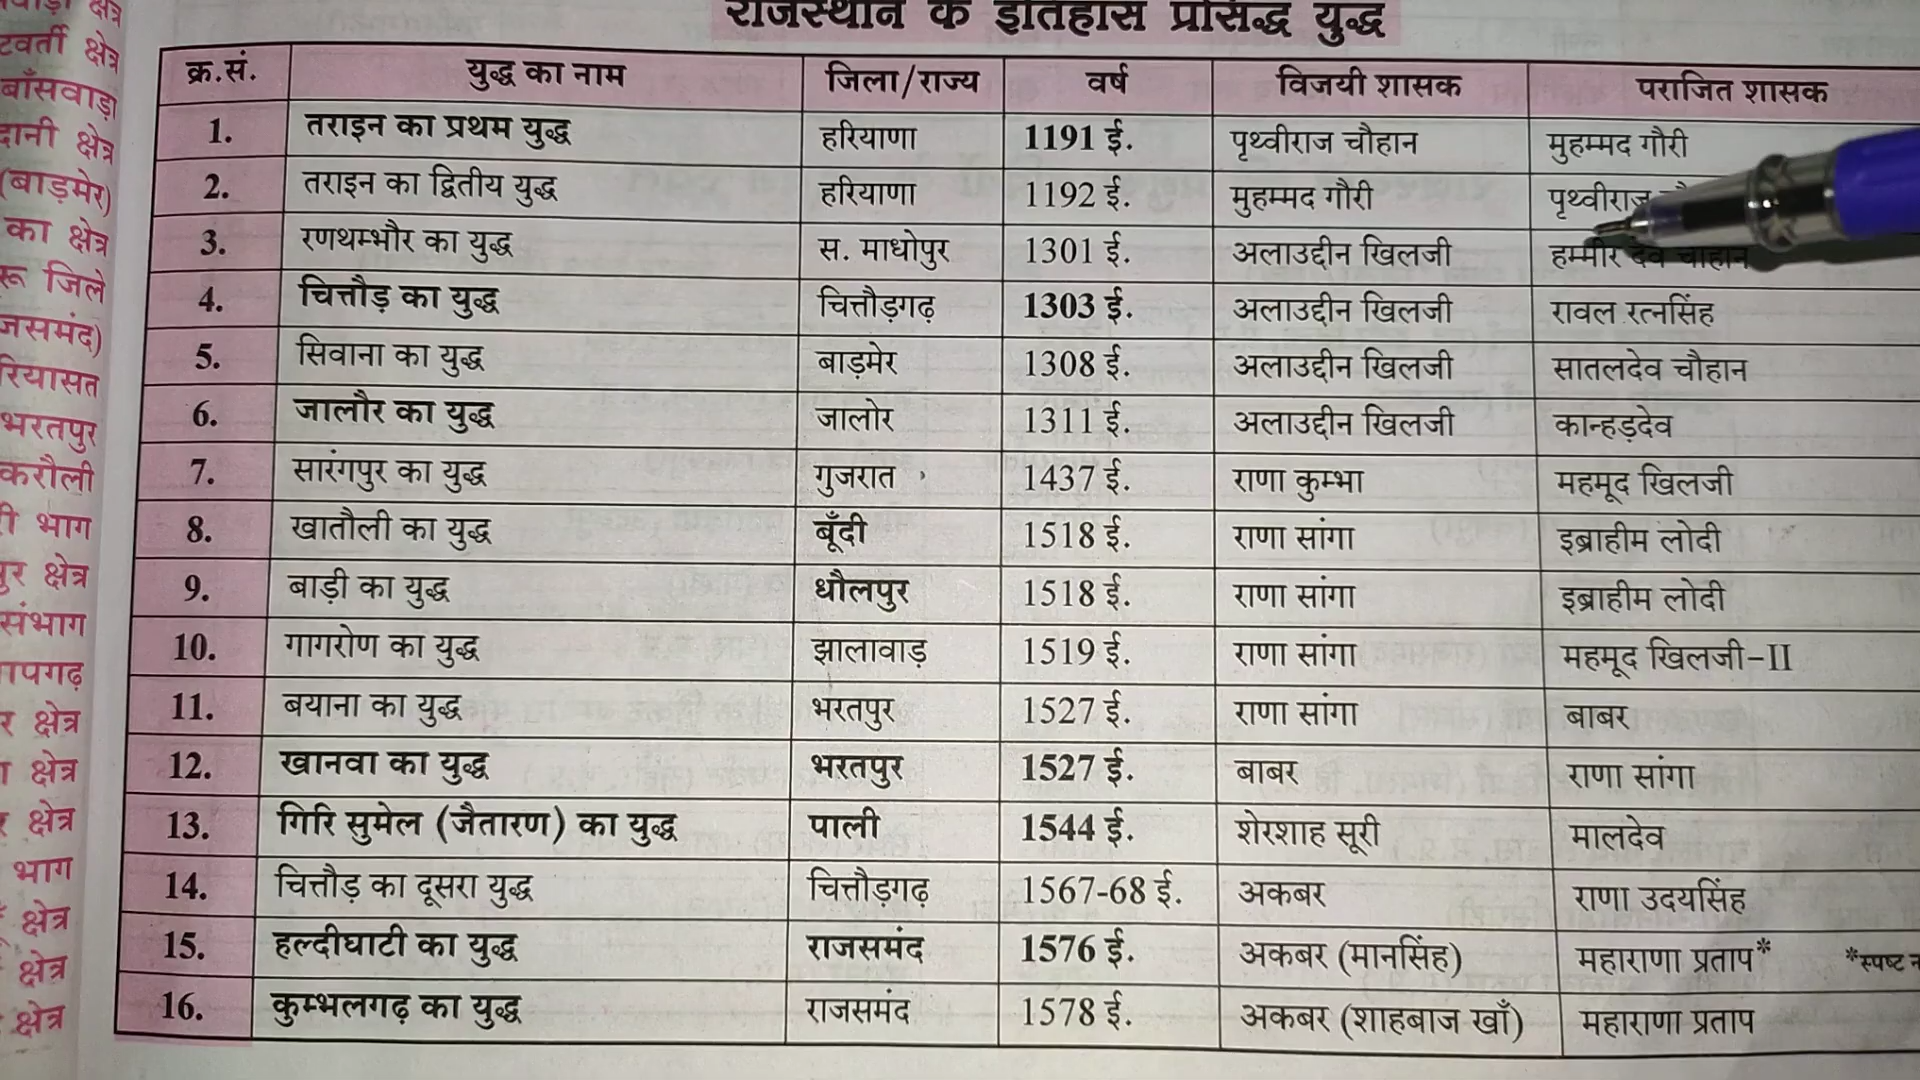 राजस्थान के इतिहास प्रसिद्ध युद्ध
क्र.सं. युद्ध का नाम जिला/राज्य वर्ष विजयी शासक पराजित शासक
1. तराइन का प्रथम युद्ध हरियाणा 1191 ई. पृथ्वीराज चौहान मुहम्मद गौरी
2. तराइन का द्वितीय युद्ध हरियाणा 1192 ई. मुहम्मद गौरी पृथ्वीराज
3. रणथम्भौर का युद्ध स. माधोपुर 1301 ई. अलाउद्दीन खिलजी हम्मीर देव चौहान
4. चित्तौड़ का युद्ध चित्तौड़गढ़ 1303 ई. अलाउद्दीन खिलजी रावल रत्नसिंह
5. सिवाना का युद्ध बाड़मेर 1308 ई. अलाउद्दीन खिलजी सातलदेव चौहान
6. जालौर का युद्ध जालोर 1311 ई. अलाउद्दीन खिलजी कान्हड़देव
7. सारंगपुर का युद्ध गुजरात 1437 ई. राणा कुम्भा महमूद खिलजी
8. खातौली का युद्ध बूँदी 1518 ई. राणा सांगा इब्राहीम लोदी
9. बाड़ी का युद्ध धौलपुर 1518 ई. राणा सांगा इब्राहीम लोदी
10. गागरोण का युद्ध झालावाड़ 1519 ई. राणा सांगा महमूद खिलजी-II
11. बयाना का युद्ध भरतपुर 1527 ई. राणा सांगा बाबर
12. खानवा का युद्ध भरतपुर 1527 ई. बाबर राणा सांगा
13. गिरि सुमेल (जैतारण) का युद्ध पाली 1544 ई. शेरशाह सूरी मालदेव
14. चित्तौड़ का दूसरा युद्ध चित्तौड़गढ़ 1567-68 ई. अकबर राणा उदयसिंह
15. हल्दीघाटी का युद्ध राजसमंद 1576 ई. अकबर (मानसिंह) महाराणा प्रताप* *स्पष्ट
16. कुम्भलगढ़ का युद्ध राजसमंद 1578 ई. अकबर (शाहबाज खाँ) महाराणा प्रताप
क्षेत्र
क्षेत्र
बाँसवाड़ा
क्षेत्र
(बाड़मेर)
का क्षेत्र
जिले
रियासत
भरतपुर
करौली
भाग
क्षेत्र
संभाग
क्षेत्र
क्षेत्र
क्षेत्र
भाग
क्षेत्र
क्षेत्र
क्षेत्र